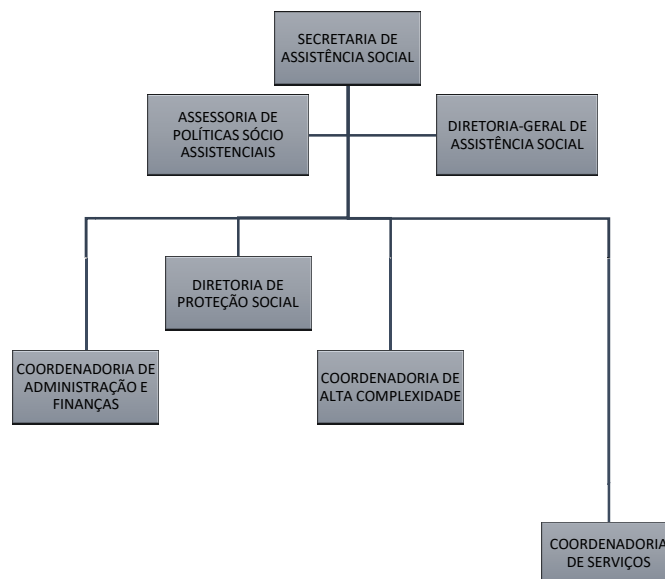 SECRETARIA DE
ASSISTÊNCIA SOCIAL
ASSESSORIA DE
POLÍTICAS SÓCIO
ASSISTENCIAIS
DIRETORIA-GERAL DE
ASSISTÊNCIA SOCIAL
DIRETORIA DE
PROTEÇÃO SOCIAL
COORDENADORIA DE
ADMINISTRAÇÃO E
FINANÇAS
COORDENADORIA DE
ALTA COMPLEXIDADE
COORDENADORIA
DE SERVIÇOS